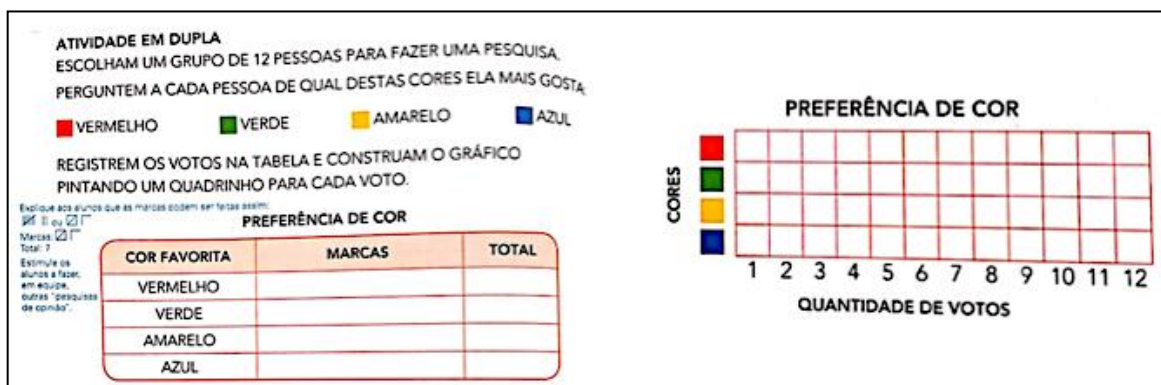 ATIVIDADE EM DUPLA
ESCOLHAM UM GRUPO DE 12 PESSOAS PARA FAZER UMA PESQUISA.
PERGUNTEM A CADA PESSOA DE QUAL DESTAS CORES ELA MAIS GOSTA.
VERMELHO VERDE AMARELO AZUL
REGISTREM OS VOTOS NA TABELA E CONSTRUAM O GRÁFICO
PINTANDO UM QUADRINHO PARA CADA VOTO.
Explique aos alunos que as marcas podem ser feitas assim:
ou
Marcas:
Total: 7
Estimule os
alunos a fazer,
em equipe,
outras "pesquisas
de opinião".
PREFERÊNCIA DE COR
COR FAVORITA MARCAS TOTAL
VERMELHO
VERDE
AMARELO
AZUL
PREFERÊNCIA DE COR
CORES
1 2 3 4 5 6 7 8 9 10 11 12
QUANTIDADE DE VOTOS